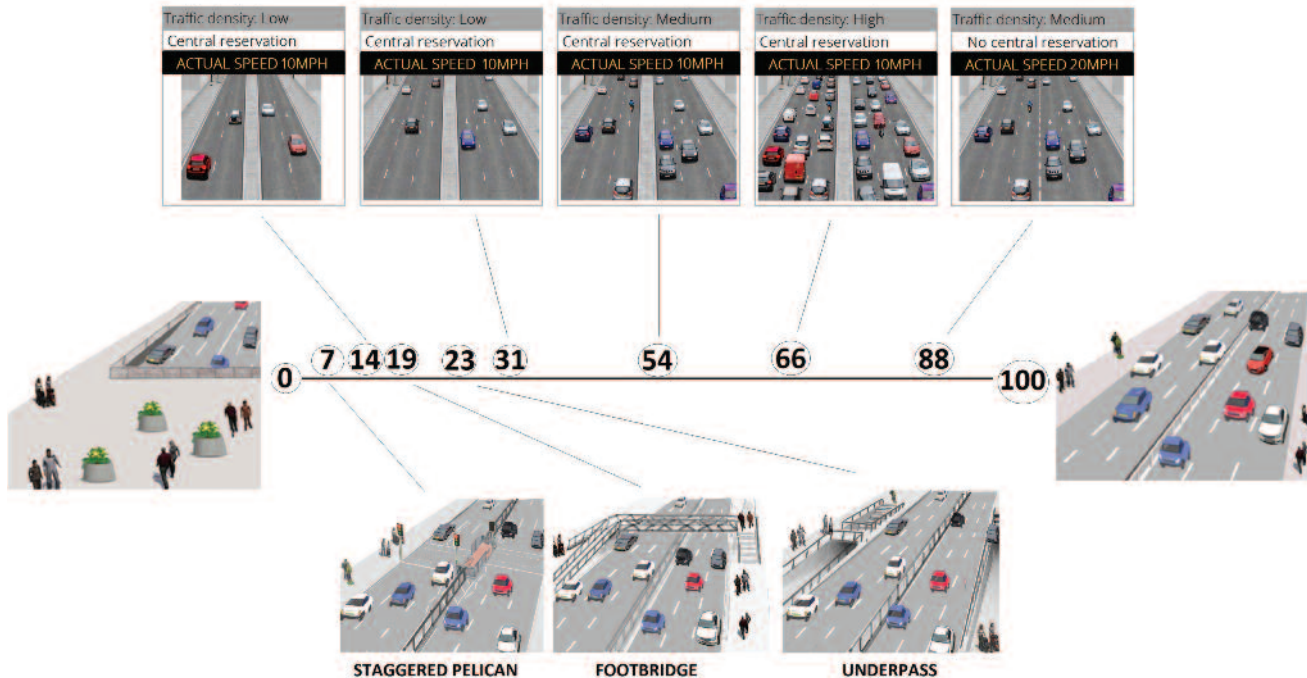 Traffic density: Low
Central reservation
ACTUAL SPEED 10MPH
Traffic density: Low
Central reservation
ACTUAL SPEED 10MPH
Traffic density: Medium
Central reservation
ACTUAL SPEED 10MPH
Traffic density: High
Central reservation
ACTUAL SPEED 10MPH
Traffic density: Medium
No central reservation
ACTUAL SPEED 20MPH
0
7
14
19
23
31
54
66
88
100
STAGGERED PELICAN
FOOTBRIDGE
UNDERPASS